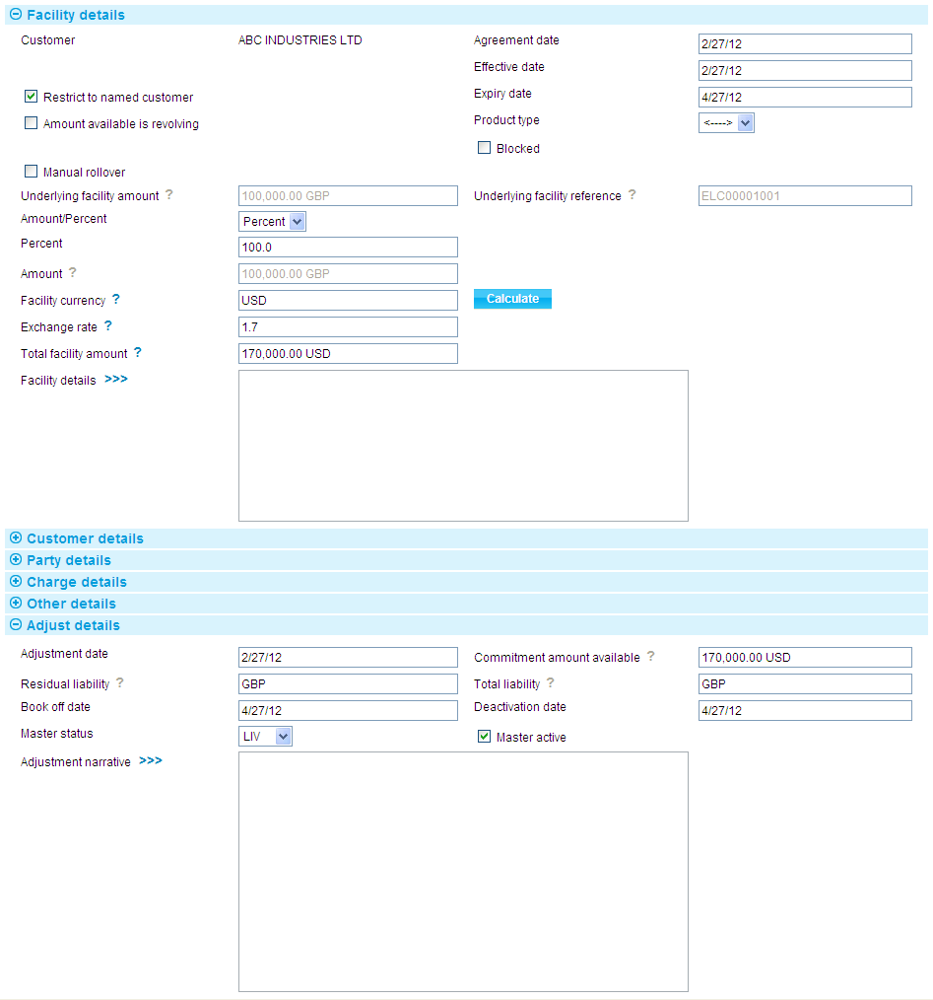 Facility details
Customer ABC INDUSTRIES LTD Agreement date 2/27/12
Effective date 2/27/12
Restrict to named customer Expiry date 4/27/12
Amount available is revolving Product type <---->
Blocked
Manual rollover
Underlying facility amount ? 100,000.00 GBP Underlying facility reference ? ELC00001001
Amount/Percent Percent
Percent 100.0
Amount ? 100,000.00 GBP
Facility currency ? USD Calculate
Exchange rate ? 1.7
Total facility amount ? 170,000.00 USD
Facility details >>>
Customer details
Party details
Charge details
Other details
Adjust details
Adjustment date 2/27/12 Commitment amount available ? 170,000.00 USD
Residual liability ? GBP Total liability ? GBP
Book off date 4/27/12 Deactivation date 4/27/12
Master status LIV Master active
Adjustment narrative >>>